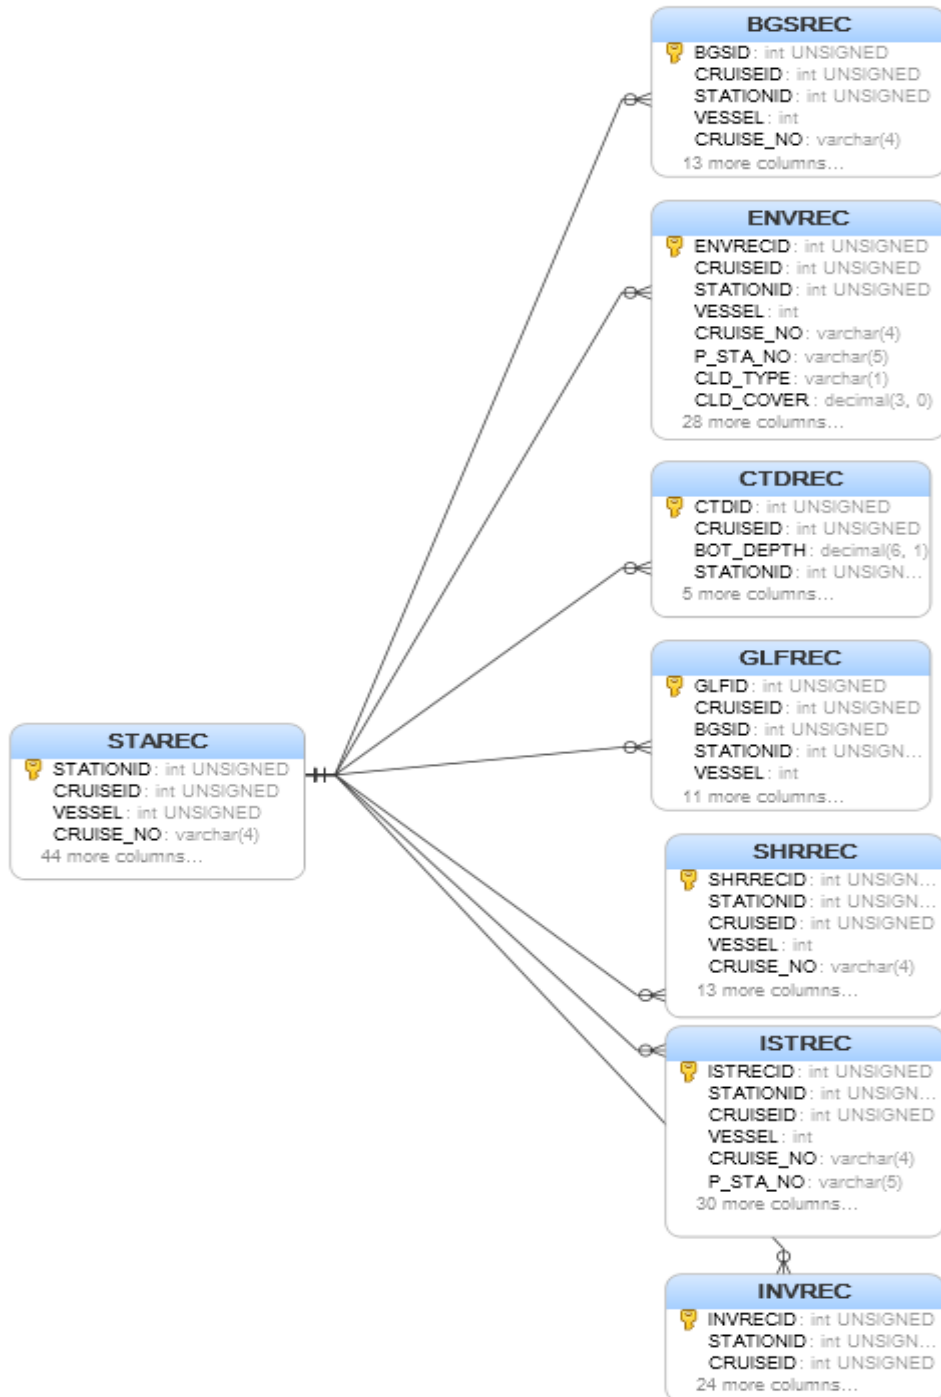 BGSREC
BGSID: int UNSIGNED
CRUISEID: int UNSIGNED
STATIONID: int UNSIGNED
VESSEL: int
CRUISE_NO: varchar(4)
13 more columns...
ENVREC
ENVRECID: int UNSIGNED
CRUISEID: int UNSIGNED
STATIONID: int UNSIGNED
VESSEL: int
CRUISE_NO: varchar(4)
P_STA_NO: varchar(5)
CLD_TYPE: varchar(1)
CLD_COVER: decimal(3, 0)
28 more columns...
CTDREC
CTDID: int UNSIGNED
CRUISEID: int UNSIGNED
BOT_DEPTH: decimal(6, 1)
STATIONID: int UNSIGN...
5 more columns...
GLFREC
GLFID: int UNSIGNED
CRUISEID: int UNSIGNED
BGSID: int UNSIGNED
STATIONID: int UNSIGN...
VESSEL: int
11 more columns...
STAREC
STATIONID: int UNSIGNED
CRUISEID: int UNSIGNED
VESSEL: int UNSIGNED
CRUISE_NO: varchar(4)
44 more columns...
SHRREC
SHRRECID: int UNSIGN...
STATIONID: int UNSIGN...
CRUISEID: int UNSIGNED
VESSEL: int
CRUISE_NO: varchar(4)
13 more columns...
ISTREC
ISTRECID: int UNSIGNED
STATIONID: int UNSIGN...
CRUISEID: int UNSIGNED
VESSEL: int
CRUISE_NO: varchar(4)
P_STA_NO: varchar(5)
30 more columns...
INVREC
INVRECID: int UNSIGNED
STATIONID: int UNSIGN...
CRUISEID: int UNSIGNED
24 more columns...